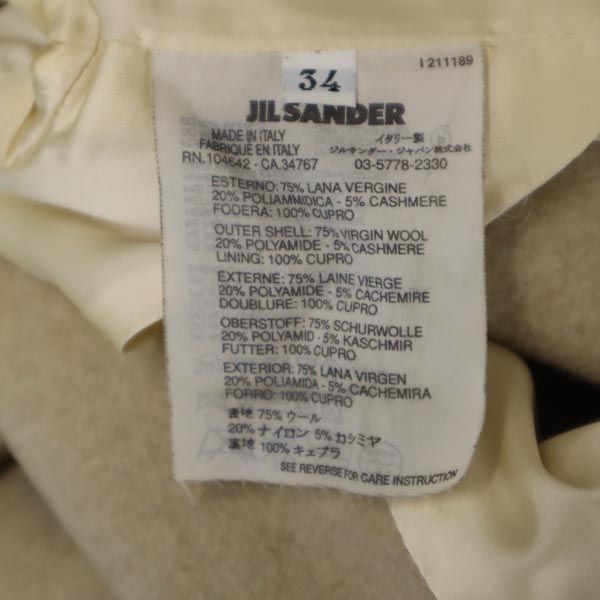 I 211189
34
JIL SANDER
MADE IN ITALY イタリー製
FABRIQUE EN ITALY ジルサンダー・ジャパン株式会社
RN.104642 - CA.34767 03-5778-2330
ESTERNO: 75% LANA VERGINE
20% POLIAMMIDICA - 5% CASHMERE
FODERA: 100% CUPRO
OUTER SHELL: 75% VIRGIN WOOL
20% POLYAMIDE - 5% CASHMERE
LINING: 100% CUPRO
EXTERNE: 75% LAINE VIERGE
20% POLYAMIDE - 5% CACHEMIRE
DOUBLURE: 100% CUPRO
OBERSTOFF: 75% SCHURWOLLE
20% POLYAMID - 5% KASCHMIR
FUTTER: 100% CUPRO
EXTERIOR: 75% LANA VIRGEN
20% POLIAMIDA - 5% CACHEMIRA
FORRO: 100% CUPRO
表地 75% ウール
20% ナイロン 5% カシミヤ
裏地 100% キュプラ
SEE REVERSE FOR CARE INSTRUCTION